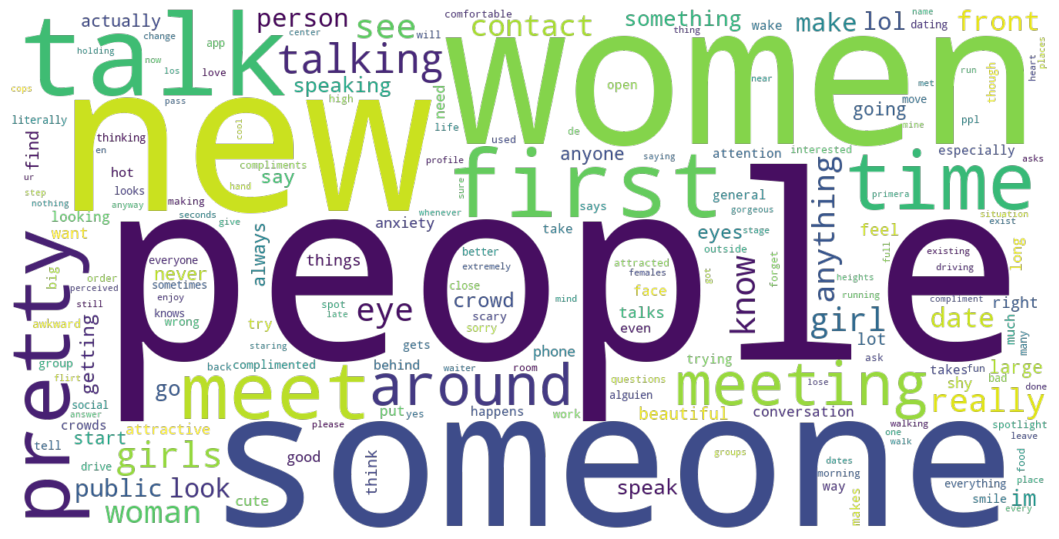 talk
women
new
people
someone
first
time
pretty
meet
meeting
around
talking
contact
person
see
speaking
something
make
lol
front
actually
comfortable
thing
wake
dating
name
places
heart
though
holding
change
center
app
will
now
los
love
cops
pass
high
need
near
met
run
open
going
move
mine
ppl
literally
find
thinking
en
cool
compliments
life
used
de
ur
hot
say
hand
profile
anyone
saying
attention
interested
especially
asks
step
looks
nothing
anyway
making
seconds
give
whenever
sure
says
general
gorgeous
primera
situation
exist
looking
want
anxiety
take
eyes
stage
outside
anything
feel
full
long
everyone
things
always
better
extremely
attracted
females
know
got
forget
existing
driving
heights
running
big
order
never
perceived
sometimes
enjoy
still
knows
spot
late
eye
close
crowd
scary
sorry
mind
face
talks
even
girl
compliment
date
right
much
many
awkward
wrong
try
staring
lot
getting
group
complimented
back
gets
behind
phone
trying
ask
takes
fun
shy
bad
large
done
flirt
go
waiter
room
questions
alguien
lose
really
social
answer
crowds
attractive
put
yes
happens
work
beautiful
conversation
walking
spotlight
tell
start
please
one
walk
leave
girls
drive
good
think
groups
dates
morning
food
place
public
look
cute
speak
way
everything
smile
im
every
woman
makes